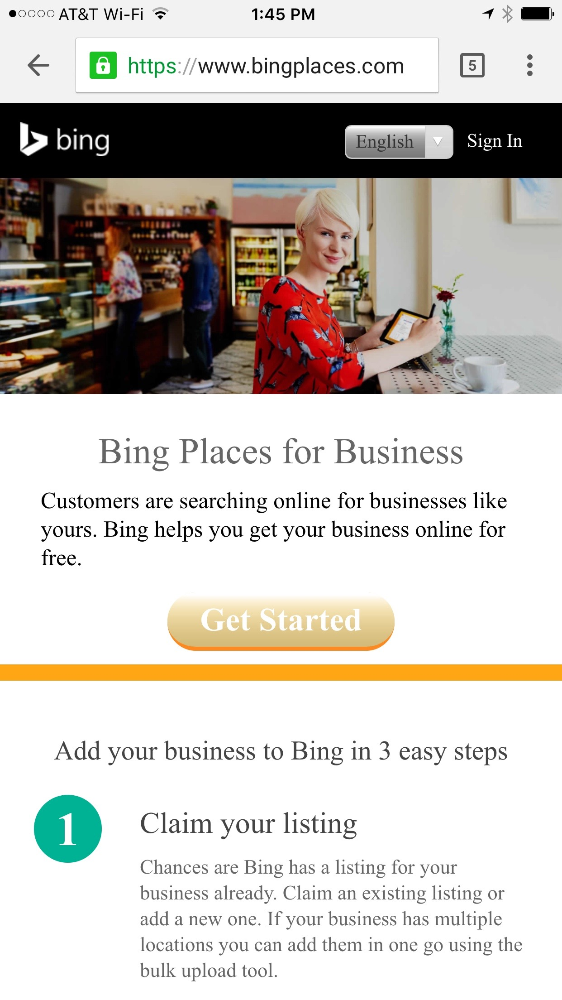 AT&T Wi-Fi 1:45 PM
https://www.bingplaces.com 5
bing English Sign In
Bing Places for Business
Customers are searching online for businesses like
yours. Bing helps you get your business online for
free.
Get Started
Add your business to Bing in 3 easy steps
1 Claim your listing
Chances are Bing has a listing for your
business already. Claim an existing listing or
add a new one. If your business has multiple
locations you can add them in one go using the
bulk upload tool.